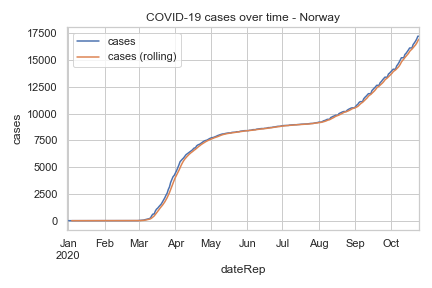 COVID-19 cases over time - Norway
cases
cases (rolling)
17500
15000
12500
10000
7500
5000
2500
0
cases
Jan Feb Mar Apr May Jun Jul Aug Sep Oct
2020
dateRep